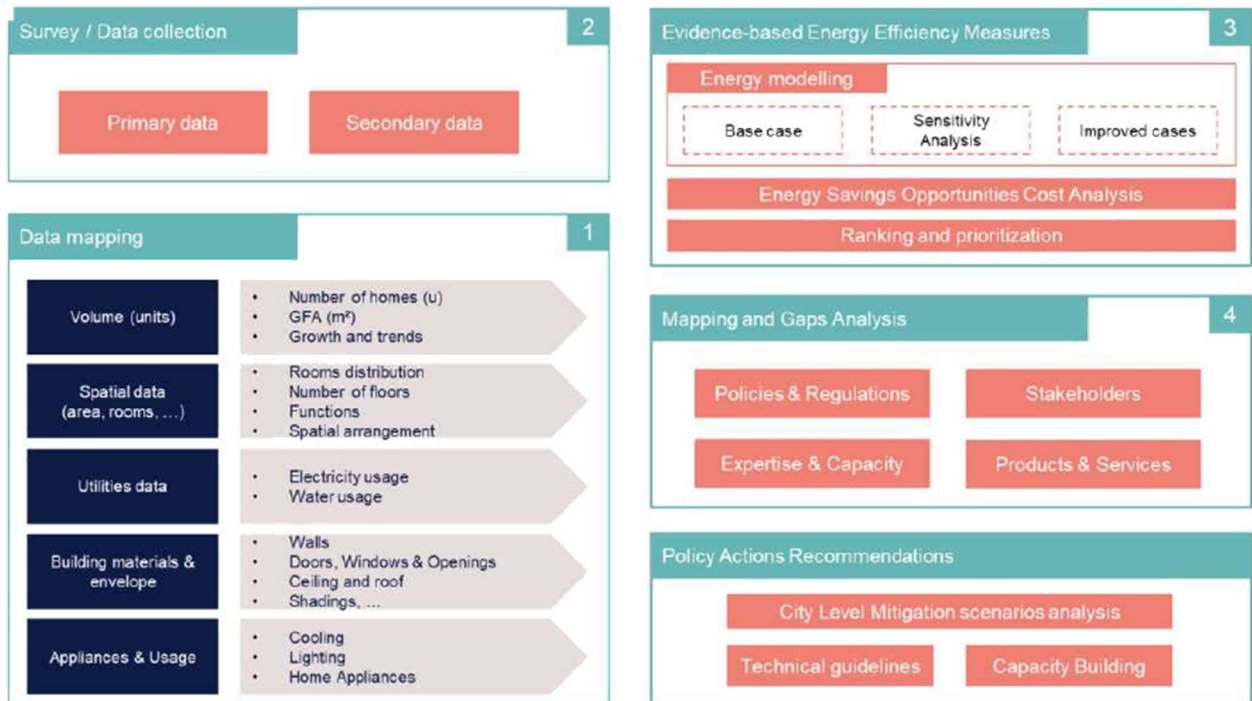 Survey / Data collection
2
Primary data
Secondary data
Data mapping
1
Volume (units)
• Number of homes (u)
• GFA (m²)
• Growth and trends
Spatial data
(area, rooms, ...)
• Rooms distribution
• Number of floors
• Functions
• Spatial arrangement
Utilities data
• Electricity usage
• Water usage
Building materials &
envelope
• Walls
• Doors, Windows & Openings
• Ceiling and roof
• Shadings, ...
Appliances & Usage
• Cooling
• Lighting
• Home Appliances
Evidence-based Energy Efficiency Measures
3
Energy modelling
Base case
Sensitivity
Analysis
Improved cases
Energy Savings Opportunities Cost Analysis
Ranking and prioritization
Mapping and Gaps Analysis
4
Policies & Regulations
Stakeholders
Expertise & Capacity
Products & Services
Policy Actions Recommendations
City Level Mitigation scenarios analysis
Technical guidelines
Capacity Building